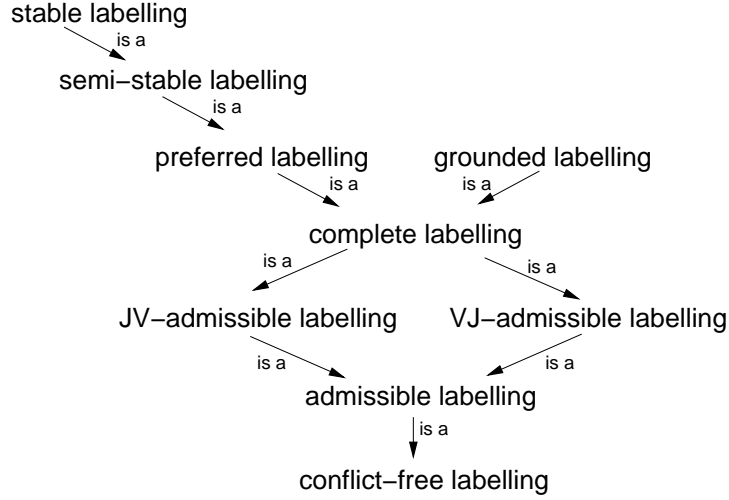 stable labelling
is a
semi−stable labelling
is a
preferred labelling
grounded labelling
is a
is a
complete labelling
is a
is a
JV−admissible labelling
VJ−admissible labelling
is a
is a
admissible labelling
is a
conflict−free labelling